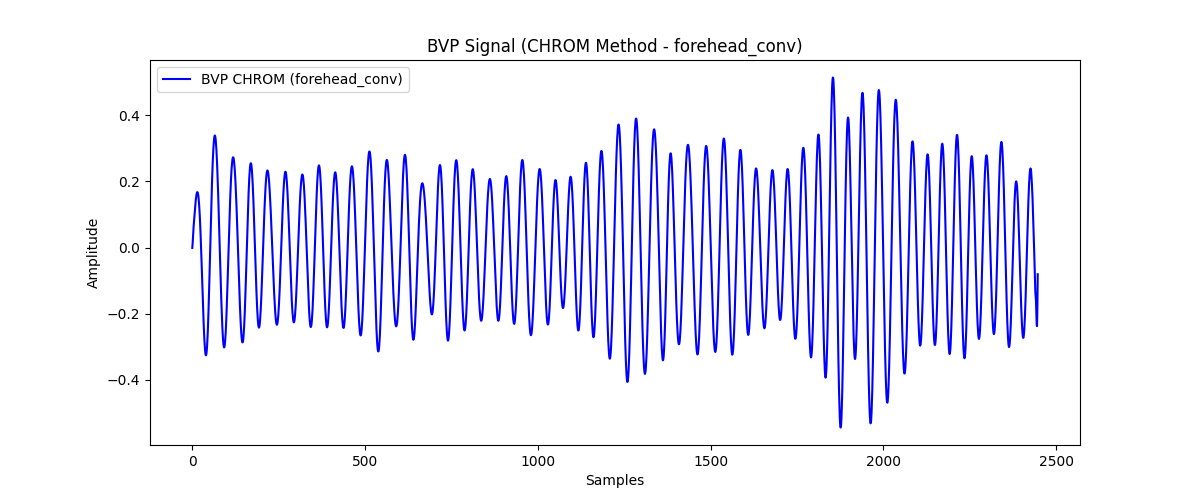 BVP Signal (CHROM Method - forehead_conv)
BVP CHROM (forehead_conv)
Amplitude
0.4
0.2
0.0
−0.2
−0.4
0 500 1000 1500 2000 2500
Samples